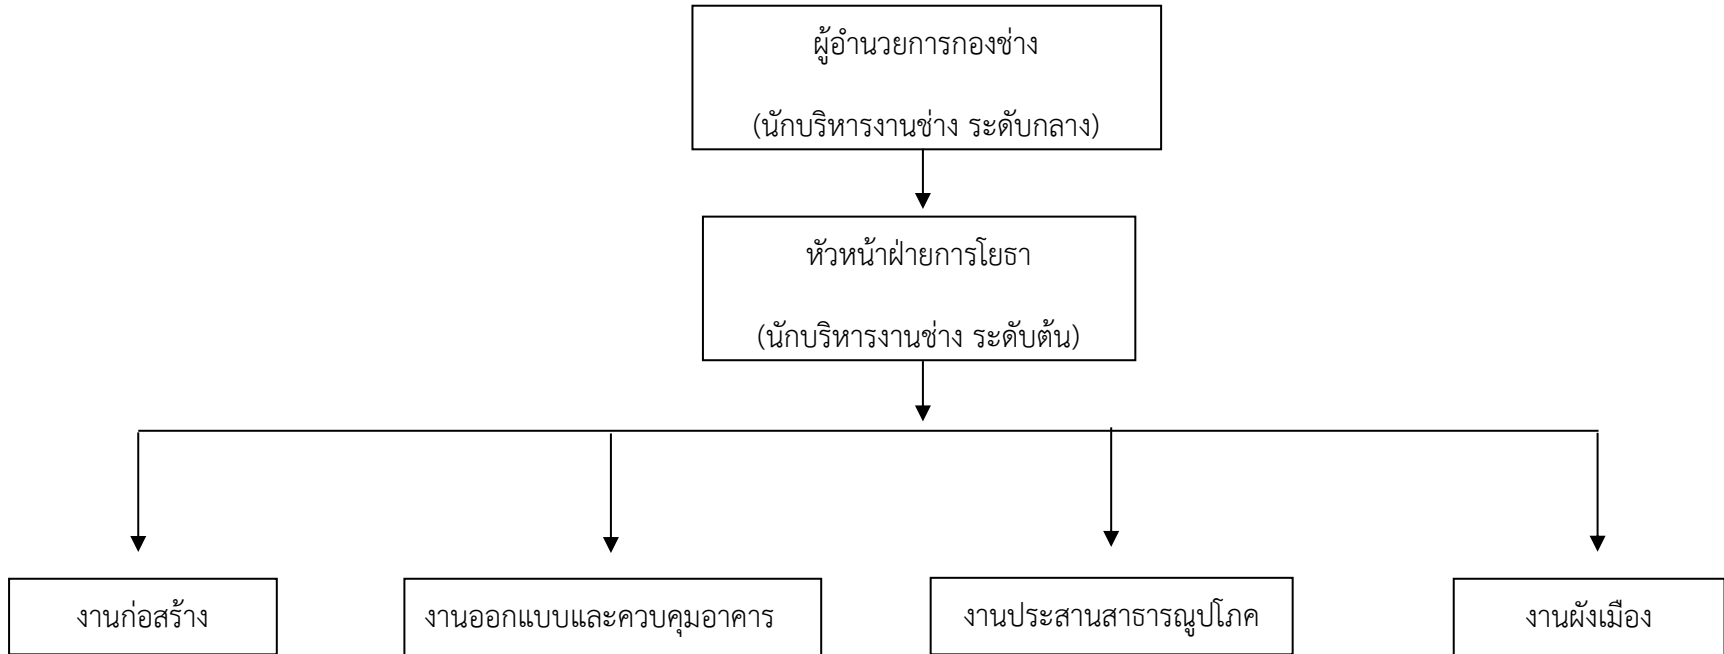 ผู้อำนวยการกองช่าง
(นักบริหารงานช่าง ระดับกลาง)
หัวหน้าฝ่ายการโยธา
(นักบริหารงานช่าง ระดับต้น)
งานก่อสร้าง
งานออกแบบและควบคุมอาคาร
งานประสานสาธารณูปโภค
งานผังเมือง